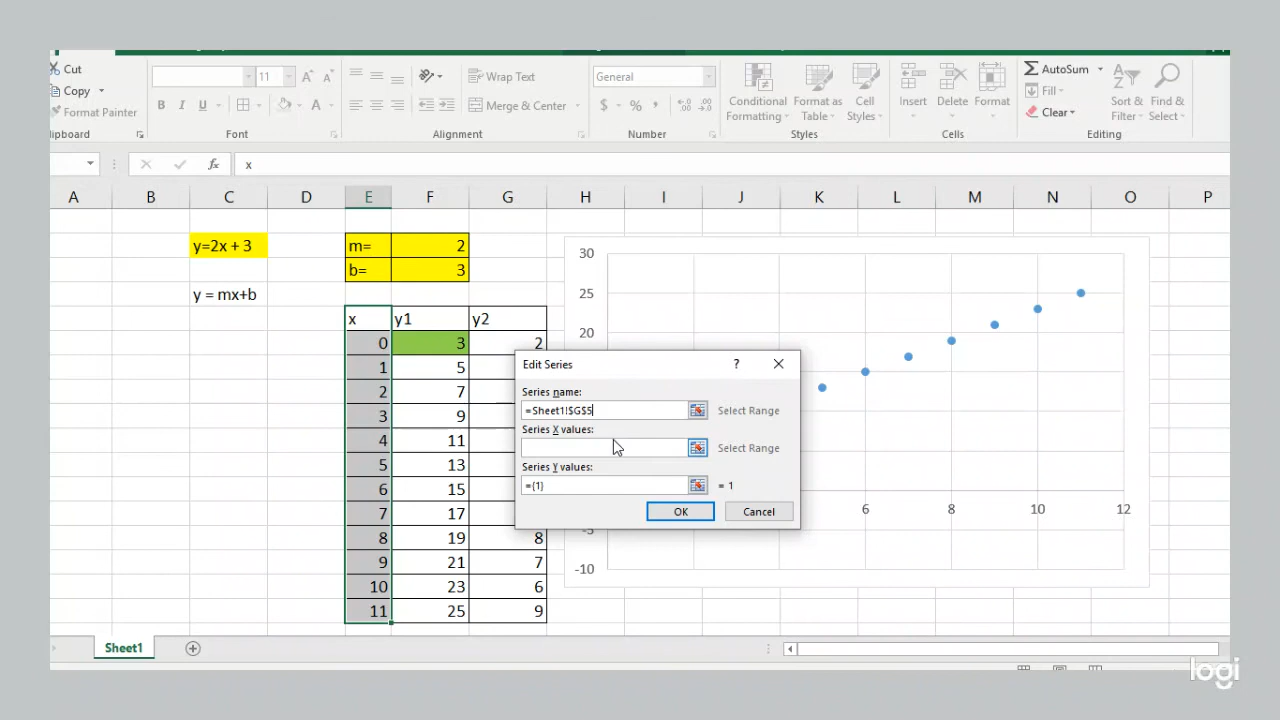 Cut
Copy
Format Painter
lipboard
11
A A
B I U A
Font
Wrap Text
Merge & Center
Alignment
General
$ % ,
Number
Conditional Formatting
Format as Table
Cell Styles
Styles
Insert
Delete
Format
Cells
AutoSum
Fill
Clear
Sort & Filter
Find & Select
Editing
fx x
A B C D E F G H I J K L M N O P
y=2x + 3 m= 2
b= 3
y = mx+b
x y1 y2
0 3 2
1 5
2 7
3 9
4 11
5 13
6 15
7 17
8 19 8
9 21 7
10 23 6
11 25 9
30
25
20
-5
-10
6 8 10 12
Edit Series ?
Series name:
=Sheet1!$G$5 Select Range
Series X values:
Select Range
Series Y values:
={1} = 1
OK Cancel
Sheet1
logi